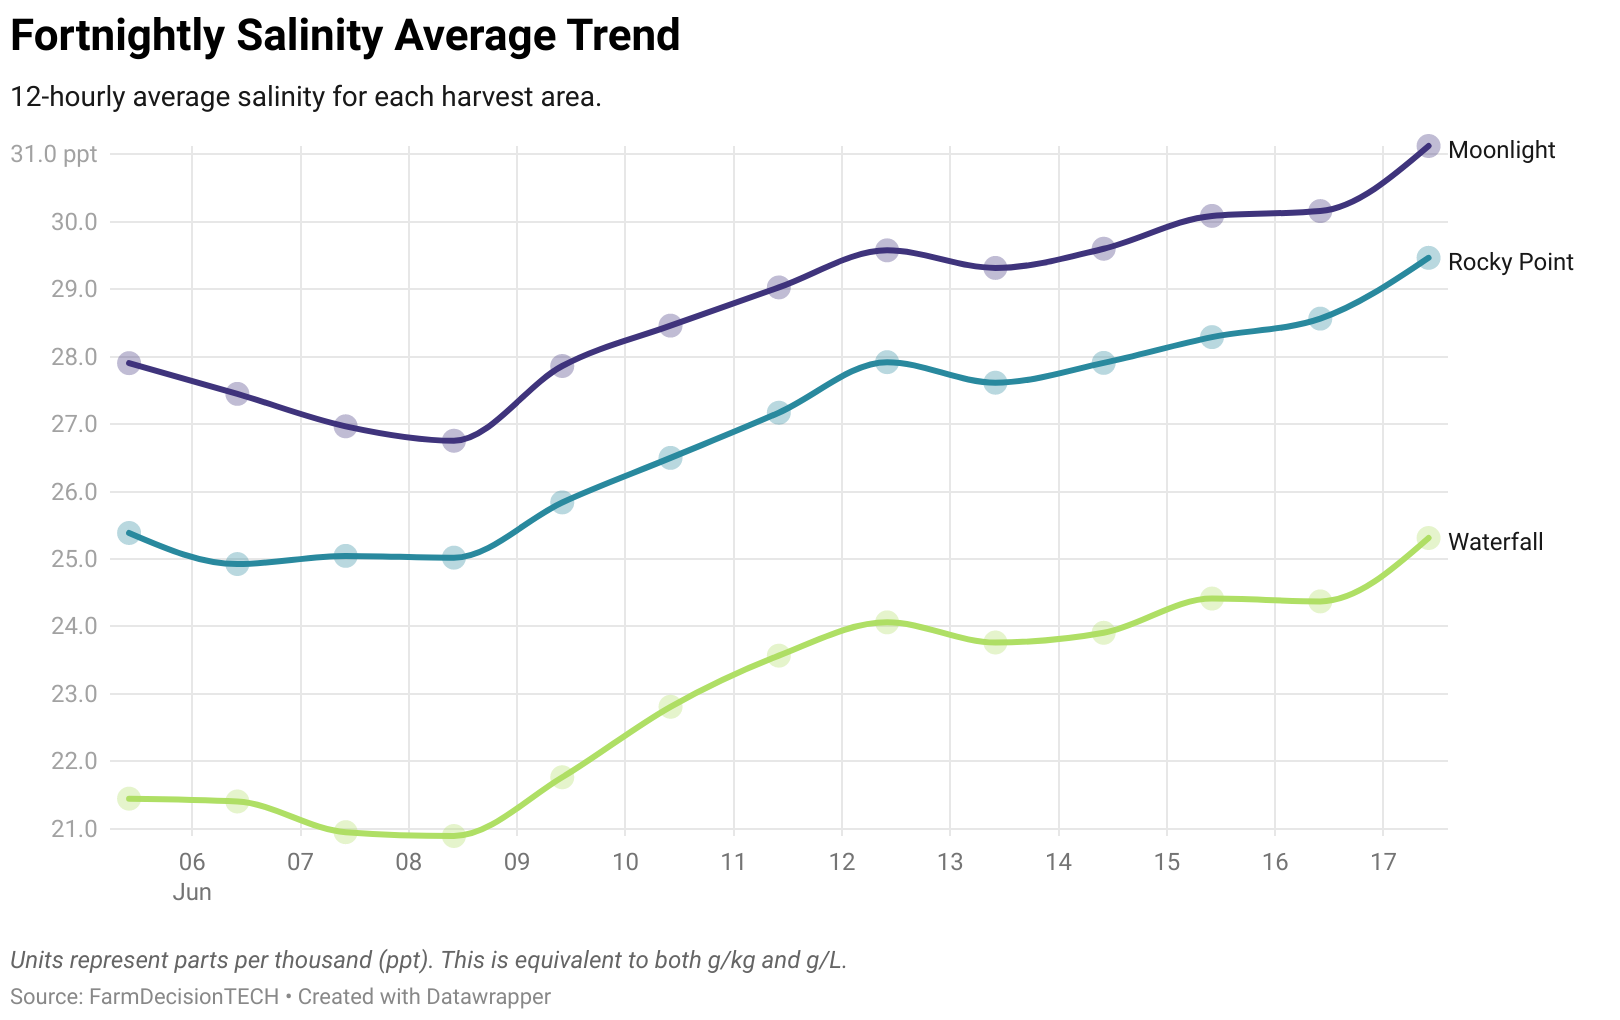 Fortnightly Salinity Average Trend
12-hourly average salinity for each harvest area.
31.0 ppt
30.0
29.0
28.0
27.0
26.0
25.0
24.0
23.0
22.0
21.0
Moonlight
Rocky Point
Waterfall
06 07 08 09 10 11 12 13 14 15 16 17
Jun
Units represent parts per thousand (ppt). This is equivalent to both g/kg and g/L.
Source: FarmDecisionTECH • Created with Datawrapper